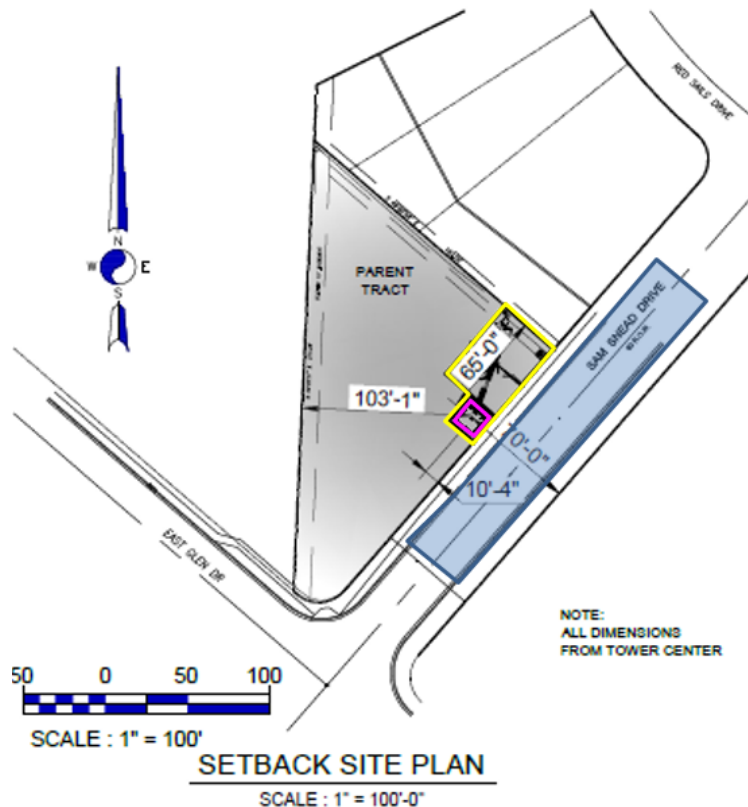 RED SAILS DRIVE
N
W E
S
PARENT
TRACT
SAM SNEAD DRIVE
65'-0"
103'-1"
70'-0"
10'-4"
EAST GLEN DR
NOTE:
ALL DIMENSIONS
FROM TOWER CENTER
50 0 50 100
SCALE : 1" = 100'
SETBACK SITE PLAN
SCALE : 1" = 100'-0"